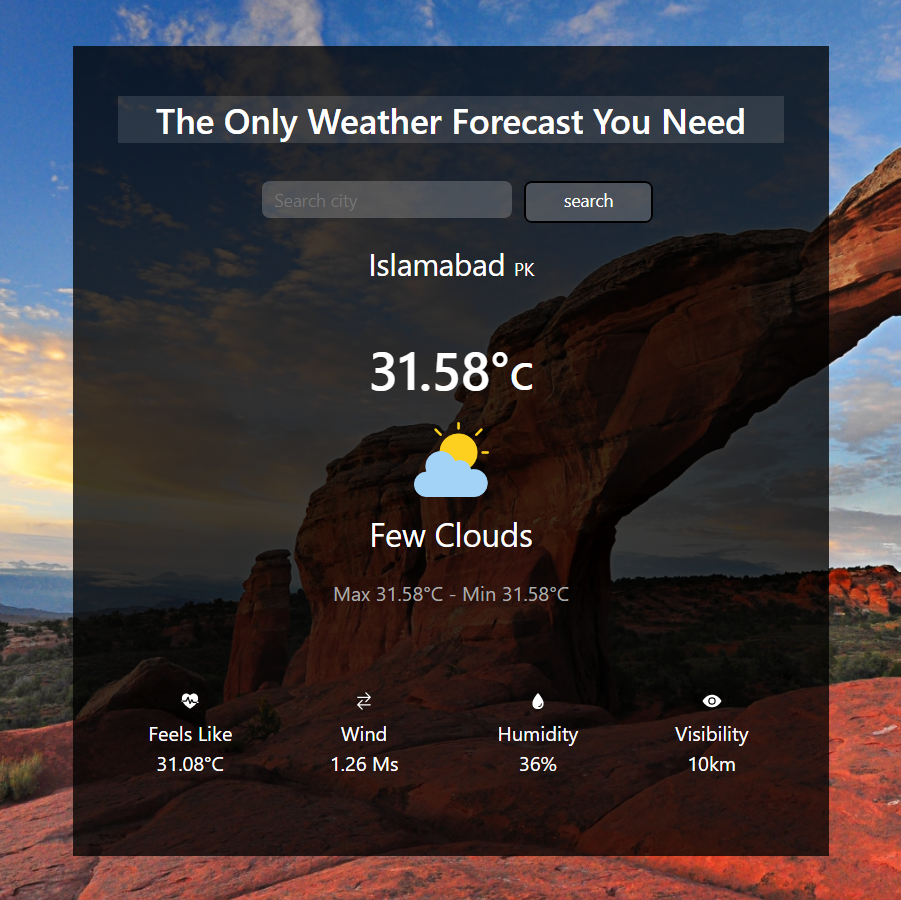 The Only Weather Forecast You Need
Search city
search
Islamabad PK
31.58°C
Few Clouds
Max 31.58°C - Min 31.58°C
Feels Like Wind Humidity Visibility
31.08°C 1.26 Ms 36% 10km